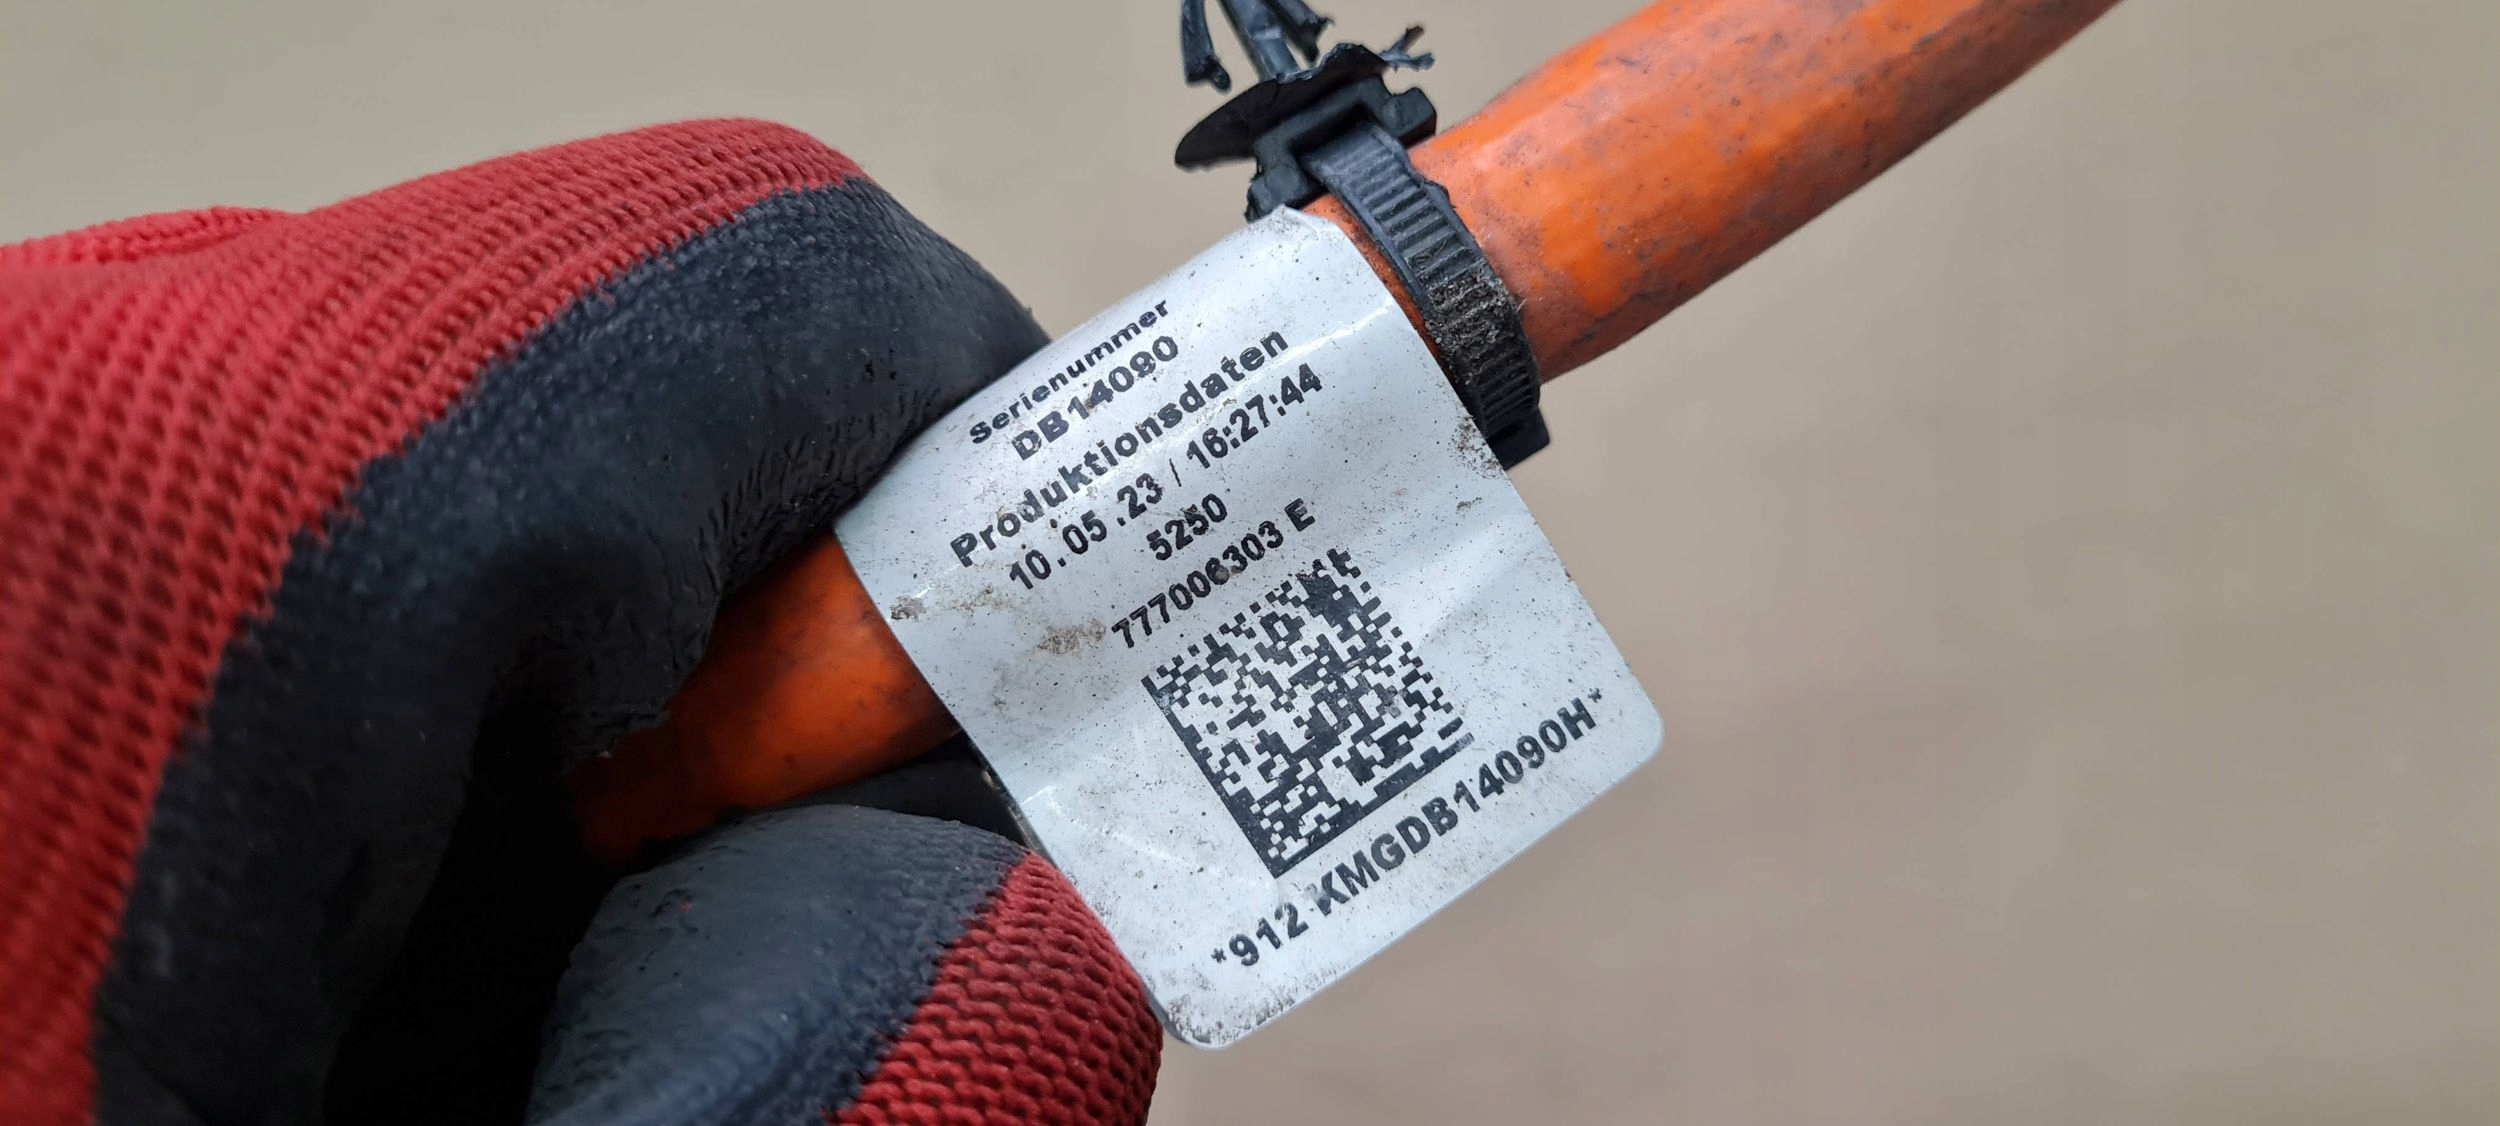 Serienummer
DB14090
Produktionsdaten
10.05.23 / 16:27:44
5250
777006303 E
*912 KMGDB14090H*